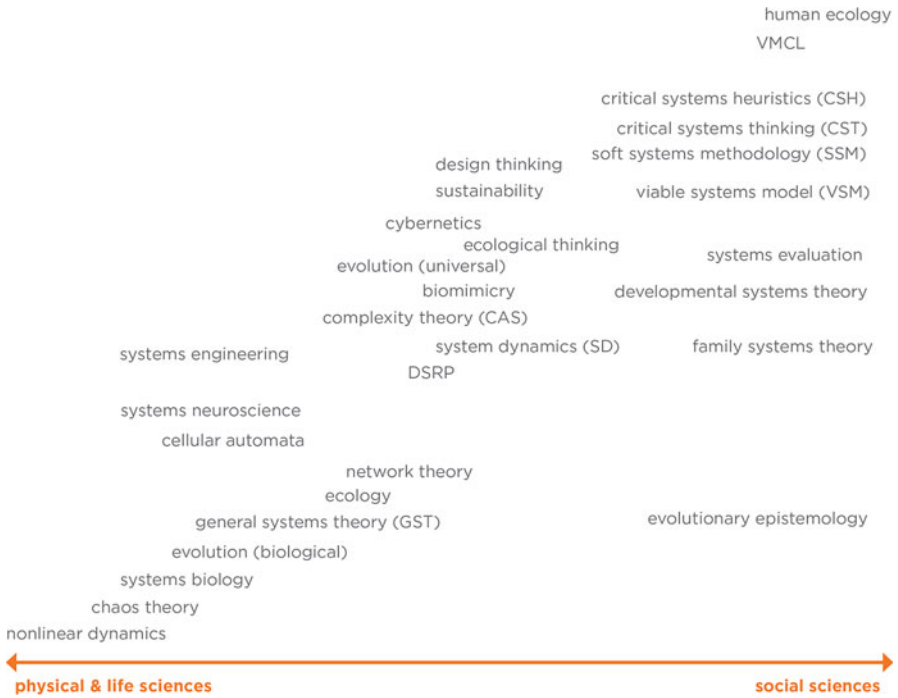 human ecology
VMCL
critical systems heuristics (CSH)
critical systems thinking (CST)
soft systems methodology (SSM)
design thinking
sustainability
viable systems model (VSM)
cybernetics
ecological thinking
systems evaluation
evolution (universal)
biomimicry
developmental systems theory
complexity theory (CAS)
system dynamics (SD)
family systems theory
systems engineering
DSRP
systems neuroscience
cellular automata
network theory
ecology
general systems theory (GST)
evolutionary epistemology
evolution (biological)
systems biology
chaos theory
nonlinear dynamics
physical & life sciences
social sciences